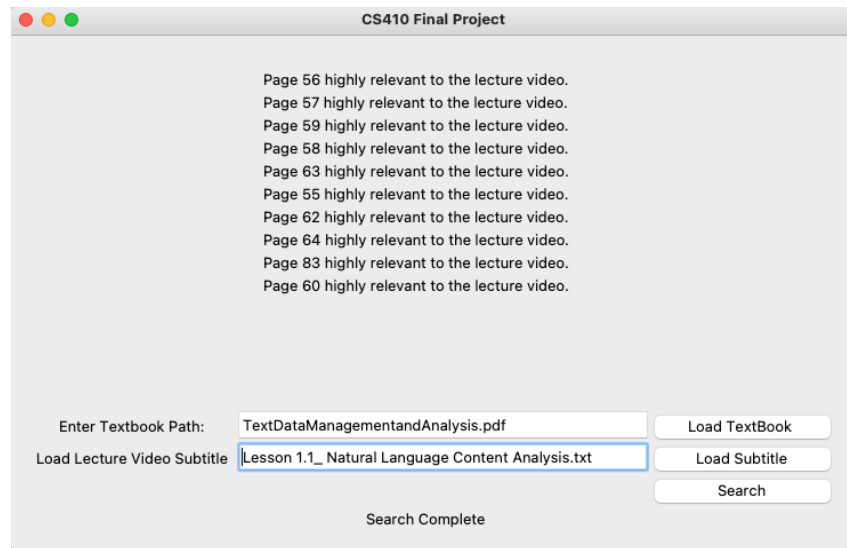 CS410 Final Project
Page 56 highly relevant to the lecture video.
Page 57 highly relevant to the lecture video.
Page 59 highly relevant to the lecture video.
Page 58 highly relevant to the lecture video.
Page 63 highly relevant to the lecture video.
Page 55 highly relevant to the lecture video.
Page 62 highly relevant to the lecture video.
Page 64 highly relevant to the lecture video.
Page 83 highly relevant to the lecture video.
Page 60 highly relevant to the lecture video.
Enter Textbook Path: TextDataManagementandAnalysis.pdf Load TextBook
Load Lecture Video Subtitle Lesson 1.1_ Natural Language Content Analysis.txt Load Subtitle
Search
Search Complete